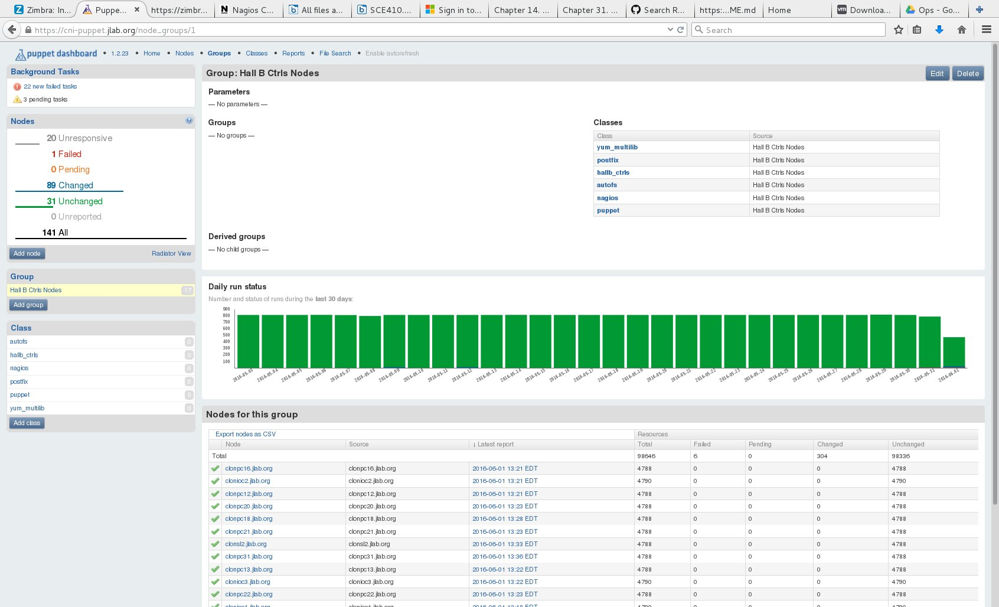 Zimbra: In...
Puppe...
https://zimbr...
Nagios C...
All files a...
SCE410....
Sign in to...
Chapter 14. ...
Chapter 31. ...
Search R...
https:...ME.md
Home
Downloa...
Ops - Go...
https://cni-puppet.jlab.org/node_groups/1
Search
puppet dashboard • 1.2.23 • Home • Nodes • Groups • Classes • Reports • File Search • Enable autorefresh
Background Tasks
22 new failed tasks
3 pending tasks
Nodes
20 Unresponsive
1 Failed
0 Pending
89 Changed
31 Unchanged
0 Unreported
141 All
Add node
Radiator View
Group
Hall B Ctrls Nodes 17
Add group
Class
autofs 0
hallb_ctrls 0
nagios 0
postfix 0
puppet 0
yum_multilib 0
Add class
Group: Hall B Ctrls Nodes
Edit
Delete
Parameters
— No parameters —
Groups
— No groups —
Classes
Class Source
yum_multilib Hall B Ctrls Nodes
postfix Hall B Ctrls Nodes
hallb_ctrls Hall B Ctrls Nodes
autofs Hall B Ctrls Nodes
nagios Hall B Ctrls Nodes
puppet Hall B Ctrls Nodes
Derived groups
— No child groups —
Daily run status
Number and status of runs during the last 30 days:
900
800
700
600
500
400
300
200
100
2016-05-03 2016-05-04 2016-05-05 2016-05-06 2016-05-07 2016-05-08 2016-05-09 2016-05-10 2016-05-11 2016-05-12 2016-05-13 2016-05-14 2016-05-15 2016-05-16 2016-05-17 2016-05-18 2016-05-19 2016-05-20 2016-05-21 2016-05-22 2016-05-23 2016-05-24 2016-05-25 2016-05-26 2016-05-27 2016-05-28 2016-05-29 2016-05-30 2016-05-31 2016-06-01
Nodes for this group
Export nodes as CSV Resources
Node Source ↓ Latest report Total Failed Pending Changed Unchanged
Total 98646 6 0 304 98336
clonpc16.jlab.org clonpc16.jlab.org 2016-06-01 13:21 EDT 4788 0 0 0 4788
clonioc2.jlab.org clonioc2.jlab.org 2016-06-01 13:21 EDT 4790 0 0 0 4790
clonpc12.jlab.org clonpc12.jlab.org 2016-06-01 13:21 EDT 4788 0 0 0 4788
clonpc20.jlab.org clonpc20.jlab.org 2016-06-01 13:23 EDT 4788 0 0 0 4788
clonpc18.jlab.org clonpc18.jlab.org 2016-06-01 13:28 EDT 4788 0 0 0 4788
clonpc21.jlab.org clonpc21.jlab.org 2016-06-01 13:23 EDT 4788 0 0 0 4788
clonsl2.jlab.org clonsl2.jlab.org 2016-06-01 13:33 EDT 4788 0 0 0 4788
clonpc31.jlab.org clonpc31.jlab.org 2016-06-01 13:36 EDT 4788 0 0 0 4788
clonpc13.jlab.org clonpc13.jlab.org 2016-06-01 13:22 EDT 4788 0 0 0 4788
clonioc3.jlab.org clonioc3.jlab.org 2016-06-01 13:22 EDT 4790 0 0 0 4790
clonpc22.jlab.org clonpc22.jlab.org 2016-06-01 13:23 EDT 4788 0 0 0 4788